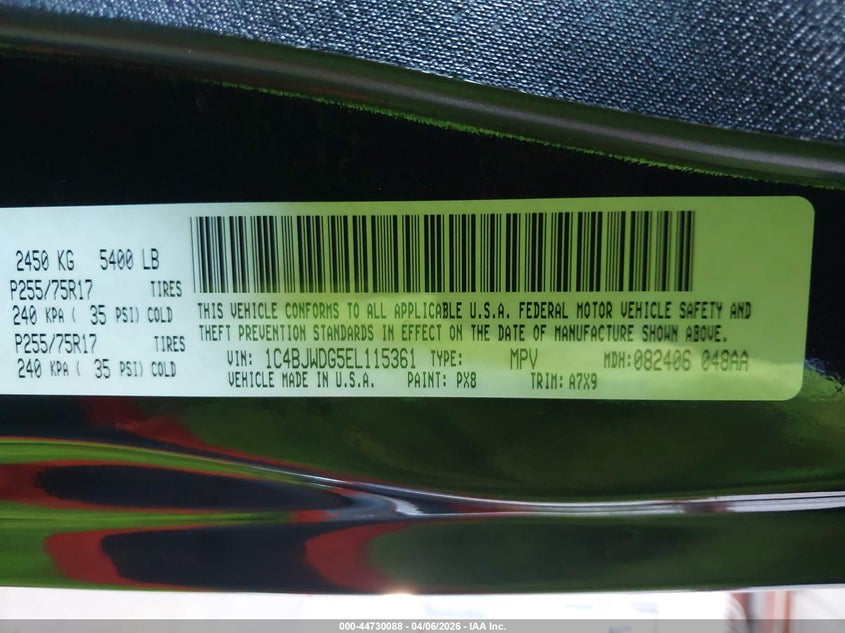 2450 KG 5400 LB
P255/75R17 TIRES
240 KPA ( 35 PSI) COLD
P255/75R17 TIRES
240 KPA ( 35 PSI) COLD
THIS VEHICLE CONFORMS TO ALL APPLICABLE U.S.A. FEDERAL MOTOR VEHICLE SAFETY AND
THEFT PREVENTION STANDARDS IN EFFECT ON THE DATE OF MANUFACTURE SHOWN ABOVE.
VIN: 1C4BJWDG5EL115361 TYPE: MPV MDH: 082406 048AA
VEHICLE MADE IN U.S.A. PAINT: PX8 TRIM: A7X9
000-44730088 - 04/06/2026 - IAA Inc.